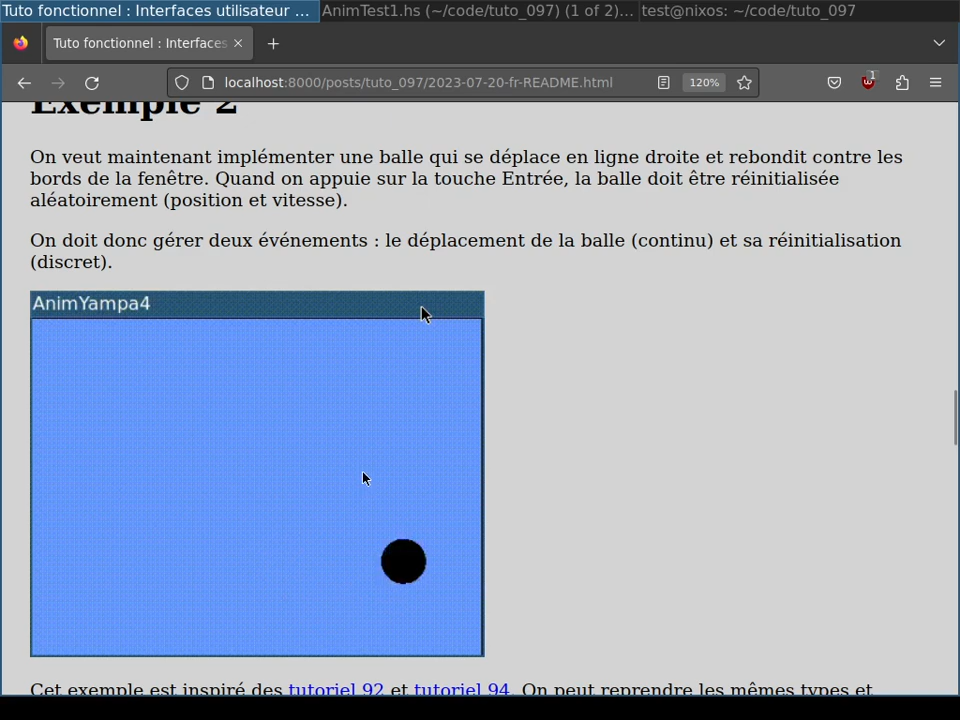 Tuto fonctionnel : Interfaces utilisateur ... AnimTest1.hs (~/code/tuto_097) (1 of 2)... test@nixos: ~/code/tuto_097
Tuto fonctionnel : Interfaces
localhost:8000/posts/tuto_097/2023-07-20-fr-README.html 120% 1
Exemple 2
On veut maintenant implémenter une balle qui se déplace en ligne droite et rebondit contre les
bords de la fenêtre. Quand on appuie sur la touche Entrée, la balle doit être réinitialisée
aléatoirement (position et vitesse).
On doit donc gérer deux événements : le déplacement de la balle (continu) et sa réinitialisation
(discret).
AnimYampa4
Cet exemple est inspiré des tutoriel 92 et tutoriel 94. On peut reprendre les mêmes types et